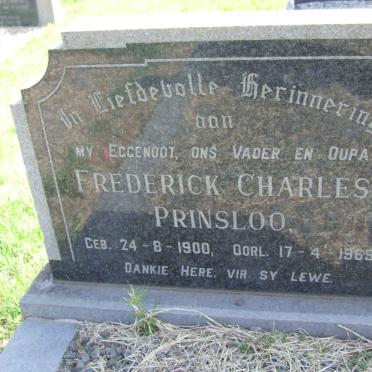 In Liefdevolle Herinnering
aan
MY EGGENOOT, ONS VADER EN OUPA
FREDERICK CHARLES
PRINSLOO,
GEB. 24-8-1900, OORL. 17-4-1969
DANKIE HERE, VIR SY LEWE.